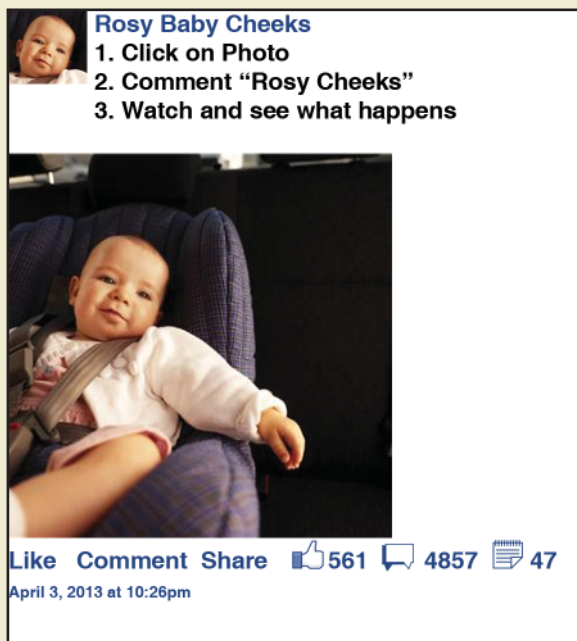 Rosy Baby Cheeks
1. Click on Photo
2. Comment “Rosy Cheeks”
3. Watch and see what happens
Like Comment Share 561 4857 47
April 3, 2013 at 10:26pm